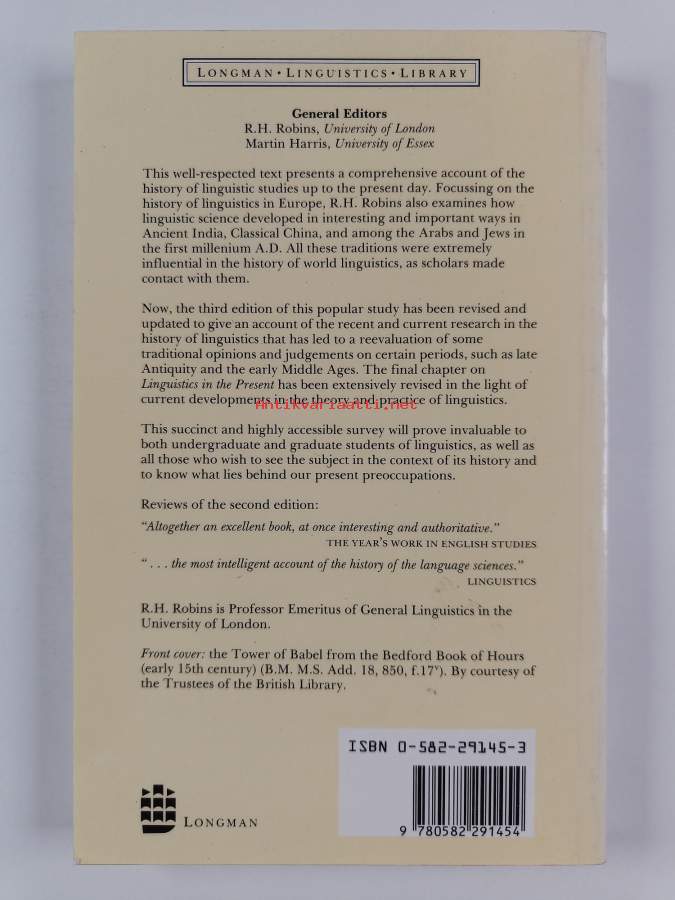 LONGMAN • LINGUISTICS • LIBRARY
General Editors
R.H. Robins, University of London
Martin Harris, University of Essex
This well-respected text presents a comprehensive account of the
history of linguistic studies up to the present day. Focussing on the
history of linguistics in Europe, R.H. Robins also examines how
linguistic science developed in interesting and important ways in
Ancient India, Classical China, and among the Arabs and Jews in
the first millenium A.D. All these traditions were extremely
influential in the history of world linguistics, as scholars made
contact with them.
Now, the third edition of this popular study has been revised and
updated to give an account of the recent and current research in the
history of linguistics that has led to a reevaluation of some
traditional opinions and judgements on certain periods, such as late
Antiquity and the early Middle Ages. The final chapter on
Linguistics in the Present has been extensively revised in the light of
current developments in the theory and practice of linguistics.
Antikvariaatti.net
This succinct and highly accessible survey will prove invaluable to
both undergraduate and graduate students of linguistics, as well as
all those who wish to see the subject in the context of its history and
to know what lies behind our present preoccupations.
Reviews of the second edition:
“Altogether an excellent book, at once interesting and authoritative.”
THE YEAR'S WORK IN ENGLISH STUDIES
“ . . . the most intelligent account of the history of the language sciences.”
LINGUISTICS
R.H. Robins is Professor Emeritus of General Linguistics in the
University of London.
Front cover: the Tower of Babel from the Bedford Book of Hours
(early 15th century) (B.M. M.S. Add. 18, 850, f.17ᵛ). By courtesy of
the Trustees of the British Library.
ISBN 0-582-29145-3
9 780582 291454
LONGMAN